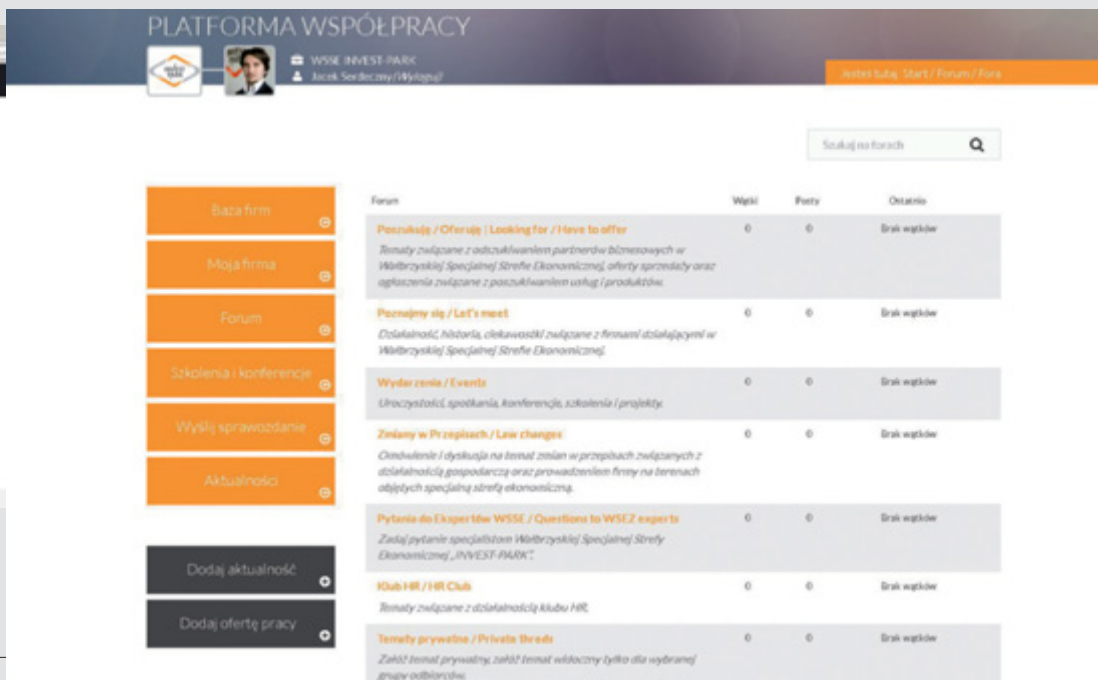 PLATFORMA WSPÓŁPRACY
WSSE INVEST-PARK
Jacek Serdeczny (Wyloguj)
Jesteś tutaj: Start / Forum / Fora
Szukaj na forach
Baza firm
Moja firma
Forum
Szkolenia i konferencje
Wyślij sprawozdanie
Aktualności
Dodaj aktualność
Dodaj ofertę pracy
Forum Wątki Posty Ostatnio
Poszukuję / Oferuję | Looking for / Have to offer 0 0 Brak wątków
Tematy związane z odszukiwaniem partnerów biznesowych w
Wałbrzyskiej Specjalnej Strefie Ekonomicznej, oferty sprzedaży oraz
ogłoszenia związane z poszukiwaniem usług i produktów.
Poznajmy się / Let's meet 0 0 Brak wątków
Działalność, historia, ciekawostki związane z firmami działającymi w
Wałbrzyskiej Specjalnej Strefie Ekonomicznej.
Wydarzenia / Events 0 0 Brak wątków
Uroczystości, spotkania, konferencje, szkolenia i projekty.
Zmiany w Przepisach / Law changes 0 0 Brak wątków
Omówienie i dyskusja na temat zmian w przepisach związanych z
działalnością gospodarczą oraz prowadzeniem firmy na terenach
objętych specjalną strefą ekonomiczną.
Pytania do Ekspertów WSSE / Questions to WSEZ experts 0 0 Brak wątków
Zadaj pytanie specjalistom Wałbrzyskiej Specjalnej Strefy
Ekonomicznej „INVEST-PARK”.
Klub HR / HR Club 0 0 Brak wątków
Tematy związane z działalnością klubu HR.
Tematy prywatne / Private threds 0 0 Brak wątków
Załóż temat prywatny, załóż temat widoczny tylko dla wybranej
grupy odbiorców.